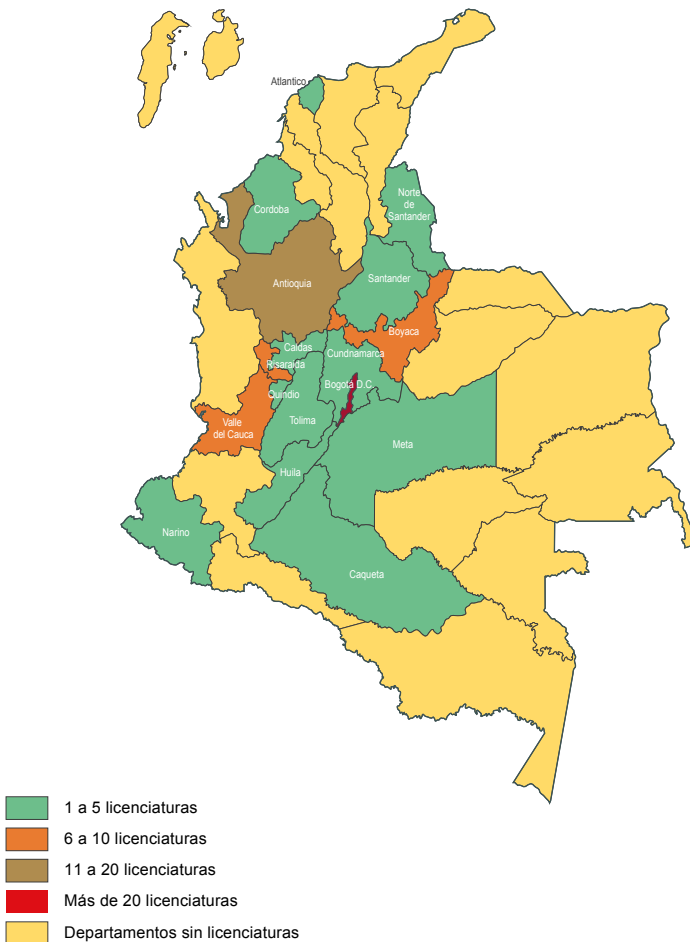 Atlantico
Cordoba
Norte
de
Santander
Antioquia
Santander
Boyaca
Caldas
Cundnamarca
Risaralda
Quindio
Bogotá D.C.
Tolima
Valle
del Cauca
Meta
Huila
Narino
Caqueta
1 a 5 licenciaturas
6 a 10 licenciaturas
11 a 20 licenciaturas
Más de 20 licenciaturas
Departamentos sin licenciaturas